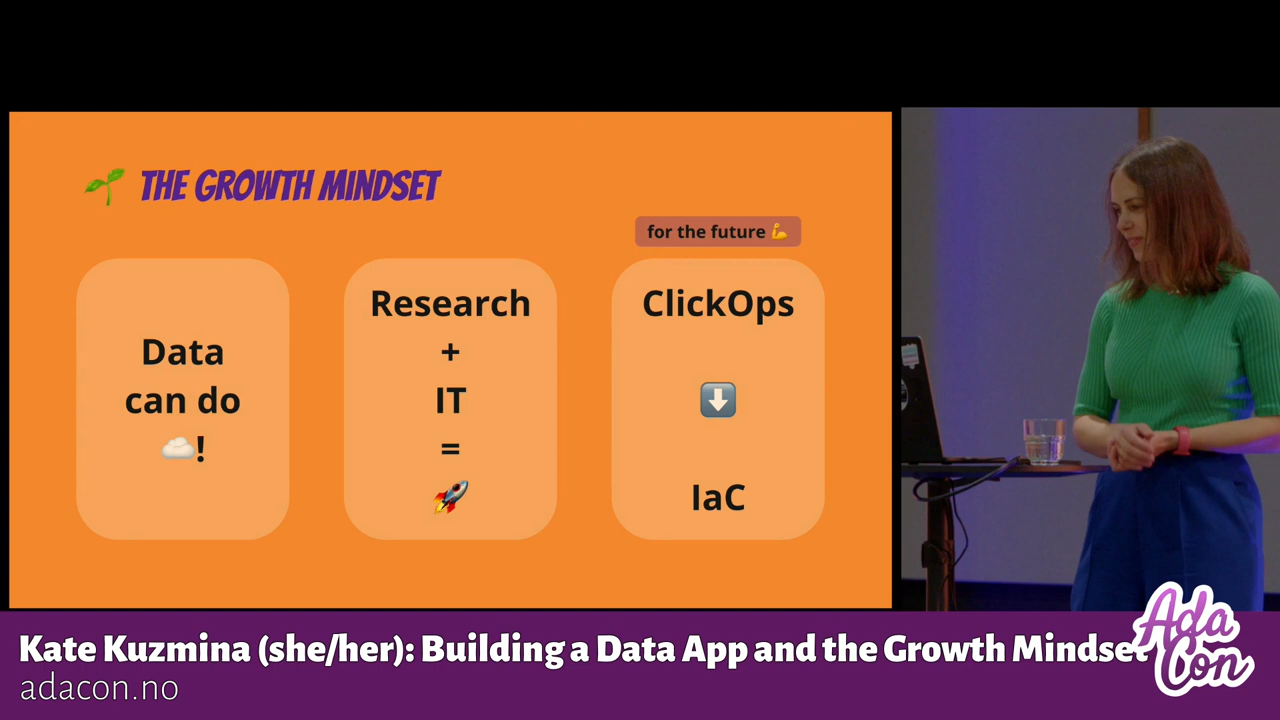 🌱 THE GROWTH MINDSET
for the future 💪
Data
can do
☁️!
Research
+
IT
=
🚀
ClickOps
⬇️
IaC
Kate Kuzmina (she/her): Building a Data App and the Growth Mindset
adacon.no
Ada
Con